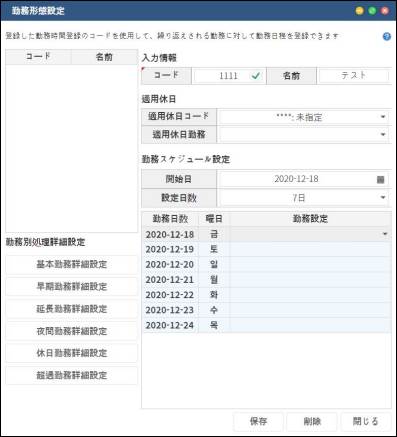 勤務形態設定
登録した勤務時間登録のコードを使用して、繰り返えされる勤務に対して勤務日程を登録できます
コード 名前
入力情報
コード 1111 名前 テスト
適用休日
適用休日コード ****: 未指定
適用休日勤務
勤務スケジュール設定
開始日 2020-12-18
設定日数 7日
勤務日数 曜日 勤務設定
2020-12-18 금
2020-12-19 토
2020-12-20 일
2020-12-21 월
2020-12-22 화
2020-12-23 수
2020-12-24 목
勤務別処理詳細設定
基本勤務詳細設定
早期勤務詳細設定
延長勤務詳細設定
夜間勤務詳細設定
休日勤務詳細設定
超過勤務詳細設定
保存 削除 閉じる